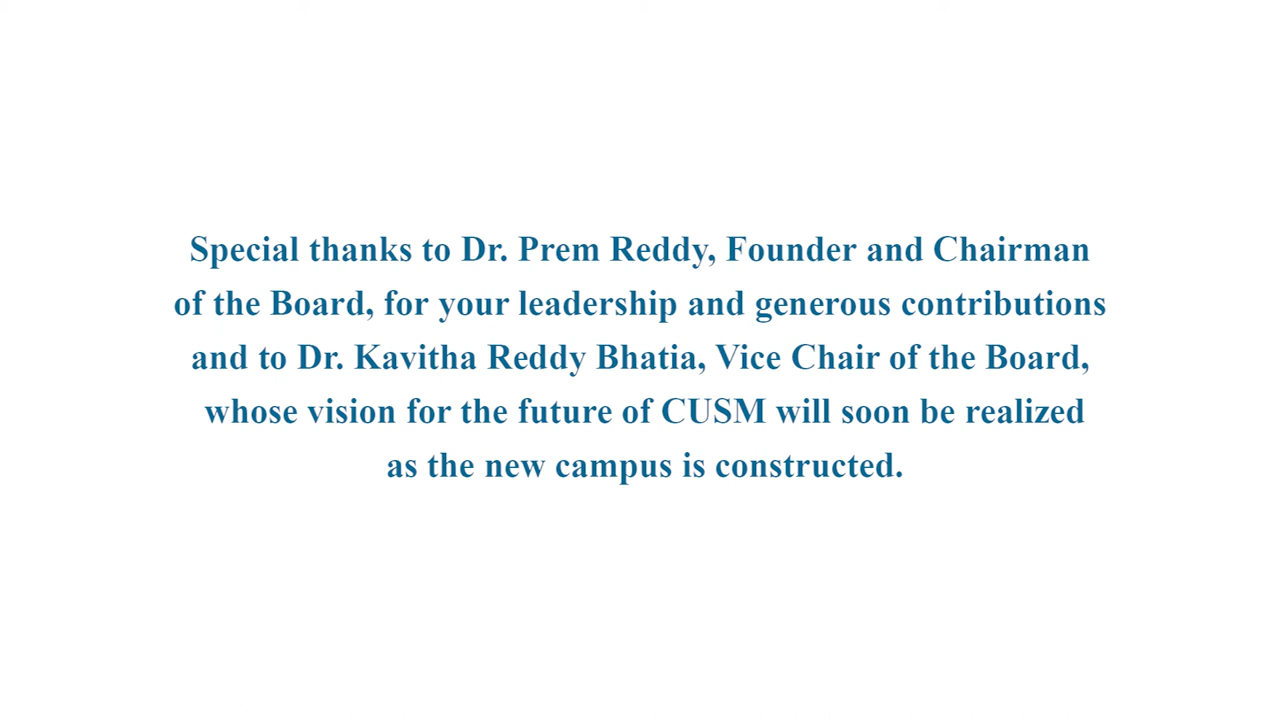 Special thanks to Dr. Prem Reddy, Founder and Chairman
of the Board, for your leadership and generous contributions
and to Dr. Kavitha Reddy Bhatia, Vice Chair of the Board,
whose vision for the future of CUSM will soon be realized
as the new campus is constructed.